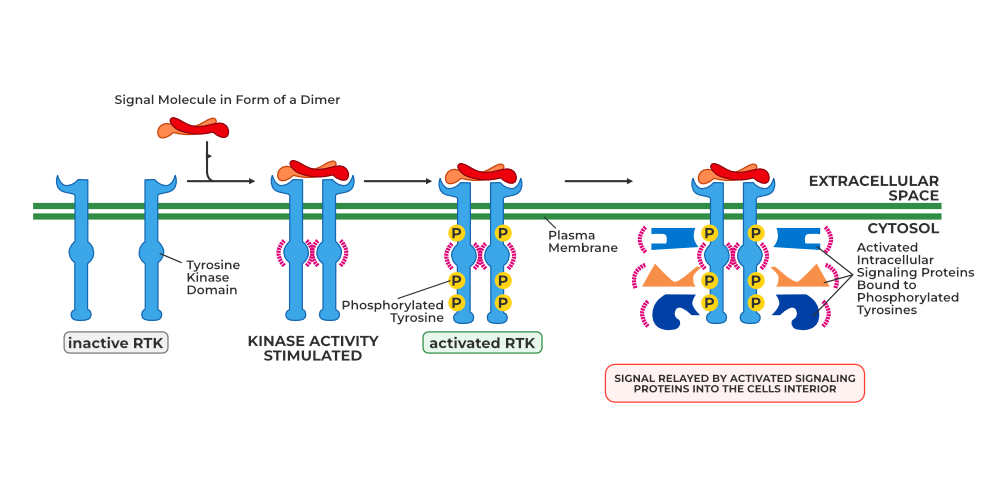 Signal Molecule in Form of a Dimer
EXTRACELLULAR
SPACE
CYTOSOL
Plasma
Membrane
Tyrosine
Kinase
Domain
Phosphorylated
Tyrosine
P
P
P
P
P
P
P
P
P
P
P
P
Activated
Intracellular
Signaling Proteins
Bound to
Phosphorylated
Tyrosines
inactive RTK
KINASE ACTIVITY
STIMULATED
activated RTK
SIGNAL RELAYED BY ACTIVATED SIGNALING
PROTEINS INTO THE CELLS INTERIOR